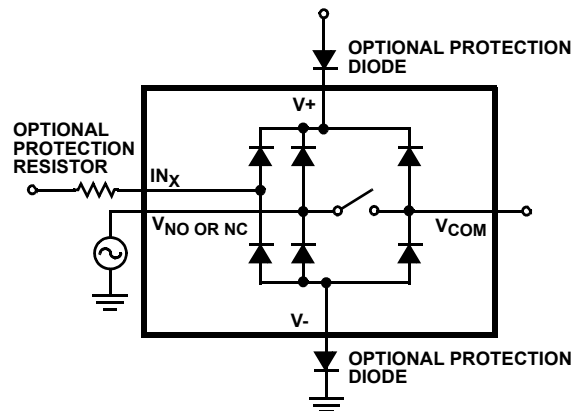 OPTIONAL PROTECTION
DIODE
V+
OPTIONAL
PROTECTION
RESISTOR
INX
VNO OR NC
VCOM
V-
OPTIONAL PROTECTION
DIODE